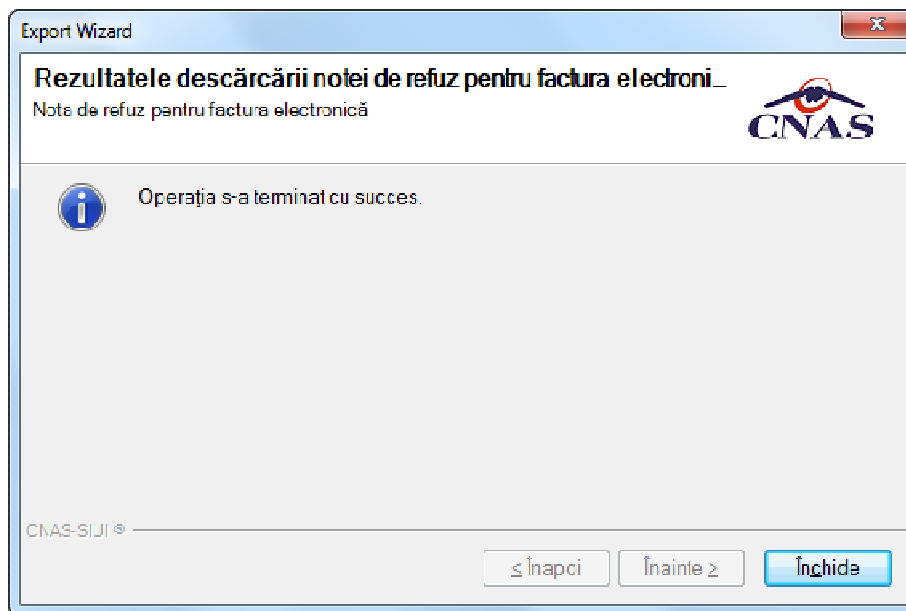 Export Wizard
Rezultatele descărcării notei de refuz pentru factura electroni...
Nota de refuz pentru factura electronică
CNAS
Operația s-a terminat cu succes.
CNAS-SIUI ®
< Înapoi
Înainte >
Închide